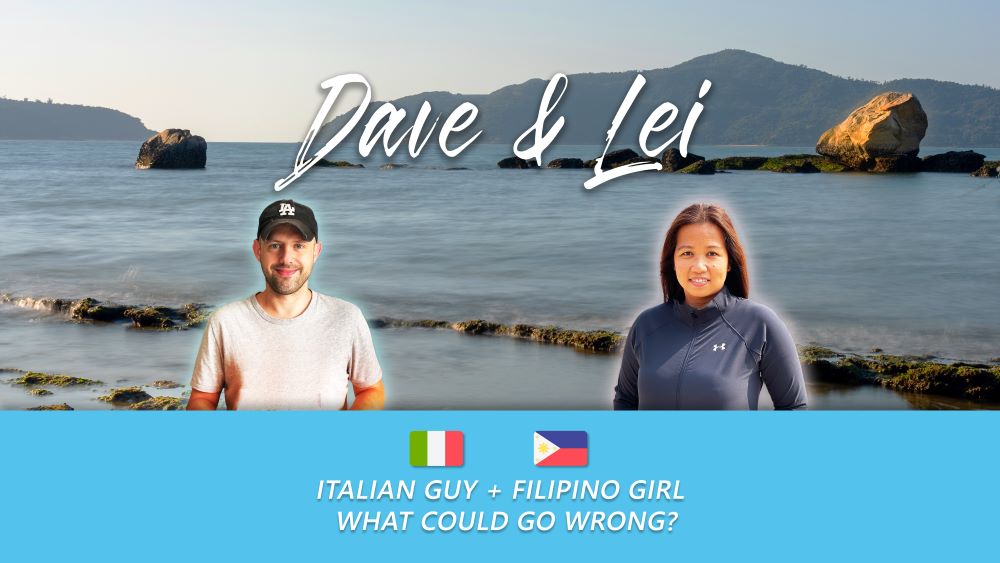 Dave & Lei
LA
ITALIAN GUY + FILIPINO GIRL
WHAT COULD GO WRONG?